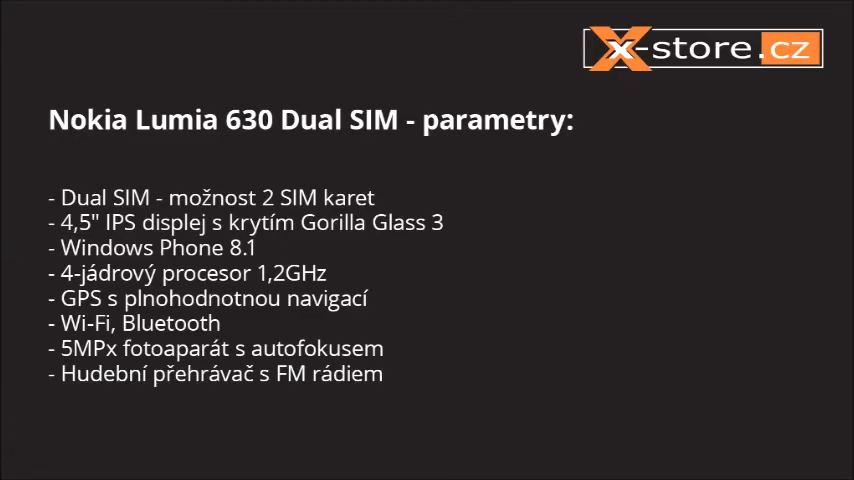 x-store.cz
Nokia Lumia 630 Dual SIM - parametry:
- Dual SIM - možnost 2 SIM karet
- 4,5" IPS displej s krytím Gorilla Glass 3
- Windows Phone 8.1
- 4-jádrový procesor 1,2GHz
- GPS s plnohodnotnou navigací
- Wi-Fi, Bluetooth
- 5MPx fotoaparát s autofokusem
- Hudební přehrávač s FM rádiem